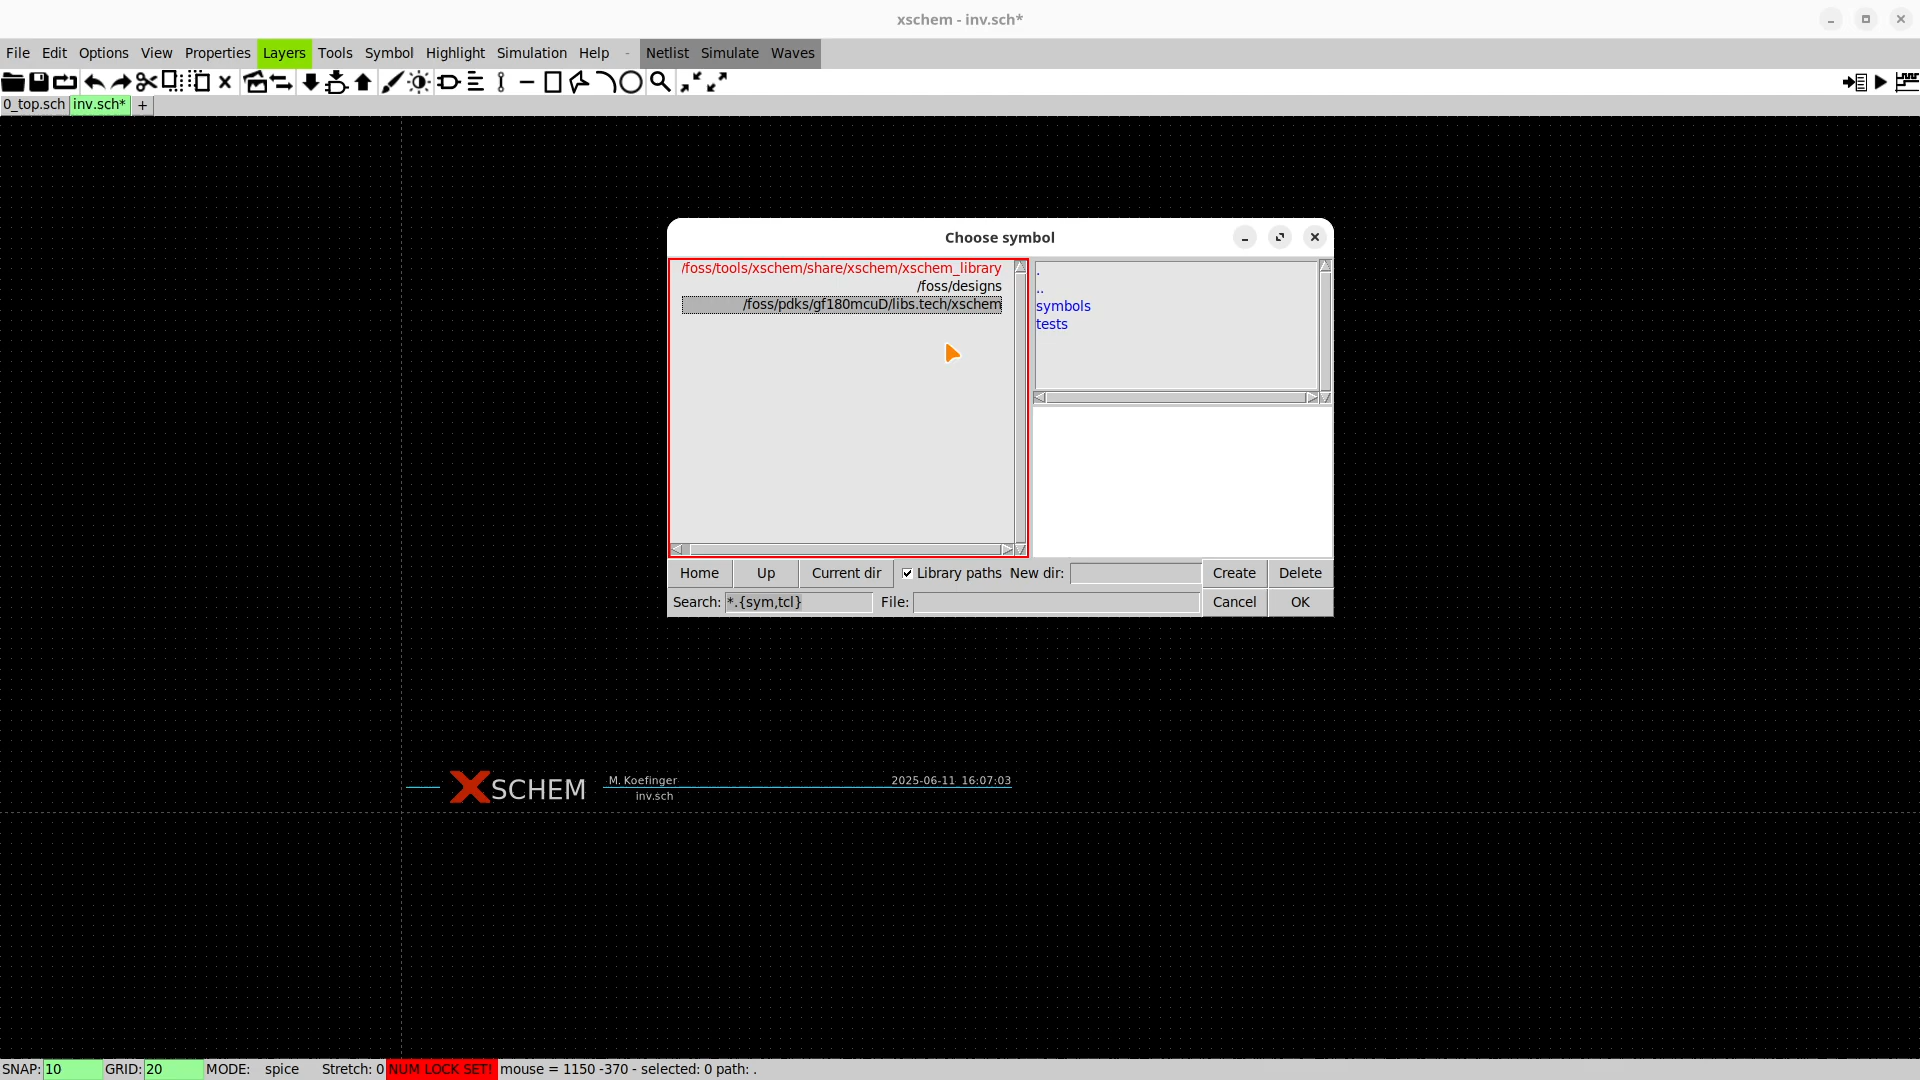 xschem - inv.sch*
File Edit Options View Properties Layers Tools Symbol Highlight Simulation Help - Netlist Simulate Waves
0_top.sch inv.sch* +
Choose symbol
/foss/tools/xschem/share/xschem/xschem_library
/foss/designs
/foss/pdks/gf180mcuD/libs.tech/xschem
.
..
symbols
tests
Home Up Current dir Library paths New dir: Create Delete
Search: *.{sym,tcl} File: Cancel OK
XSCHEM
M. Koefinger 2025-06-11 16:07:03
inv.sch
SNAP: 10 GRID: 20 MODE: spice Stretch: 0 NUM LOCK SET! mouse = 1150 -370 - selected: 0 path: .